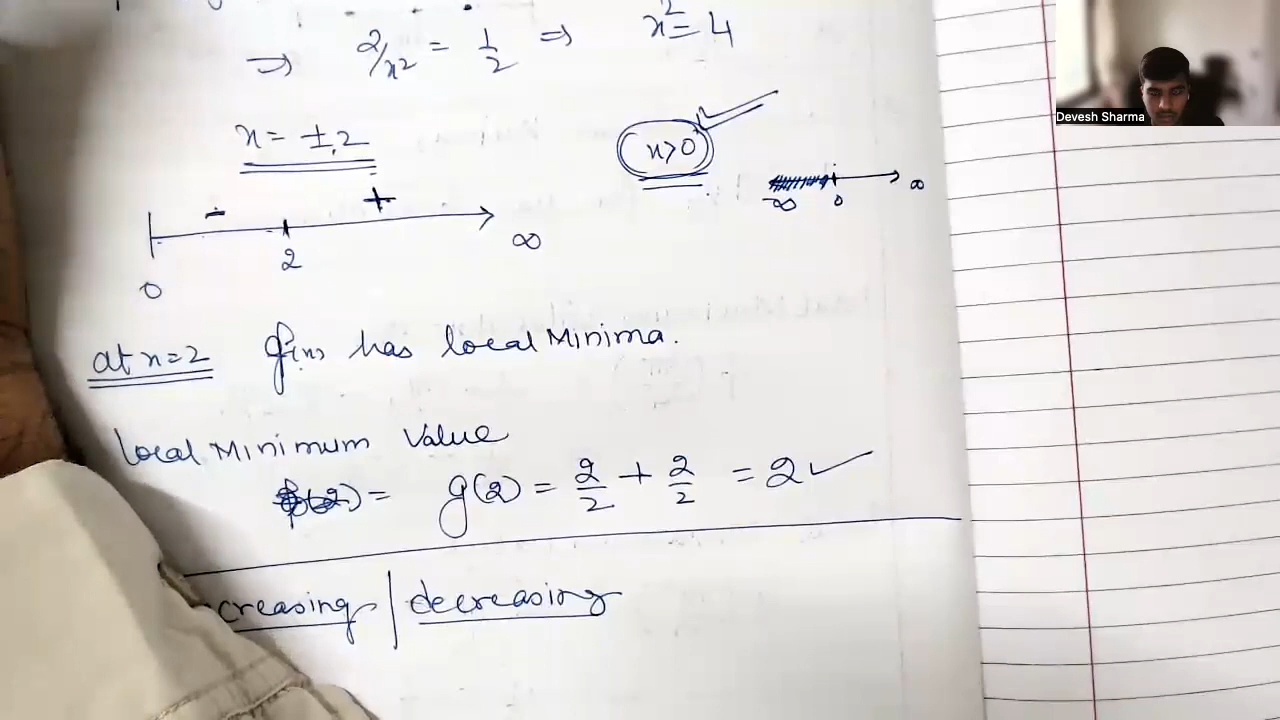 ⇒ 2/x² = 1/2 ⇒ x² = 4
Devesh Sharma
x = ±2
x>0
- +
0 2 ∞
-∞ 0 ∞
at x=2 g(x) has local Minima.
Local Minimum Value
= g(2) = 2/2 + 2/2 = 2 ✓
creasing / decreasing